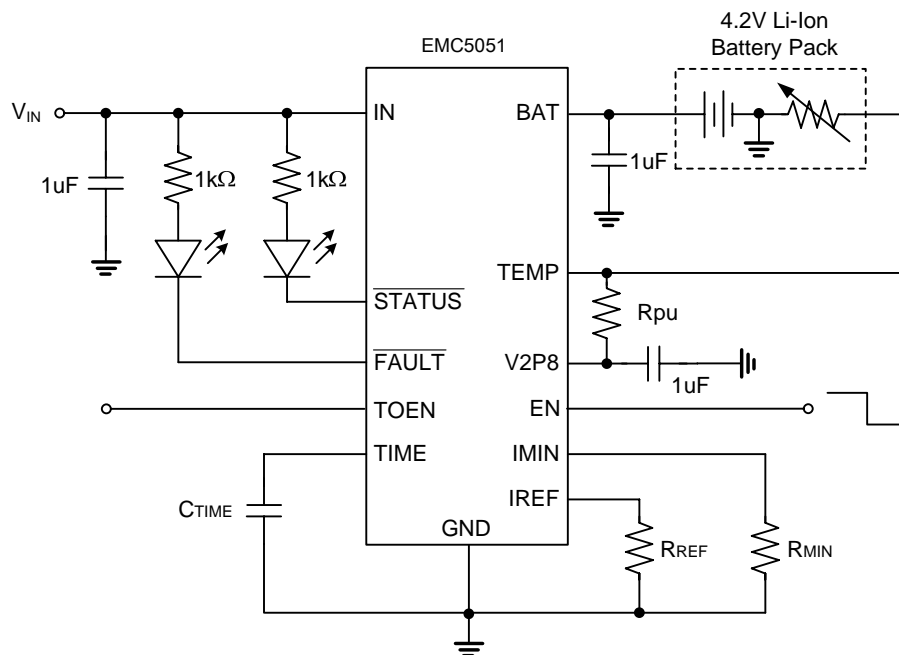 4.2V Li-Ion
Battery Pack
EMC5051
VIN
IN
BAT
1uF
1kΩ
1kΩ
1uF
TEMP
STATUS
Rpu
FAULT
V2P8
1uF
TOEN
EN
TIME
IMIN
CTIME
IREF
GND
RREF
RMIN